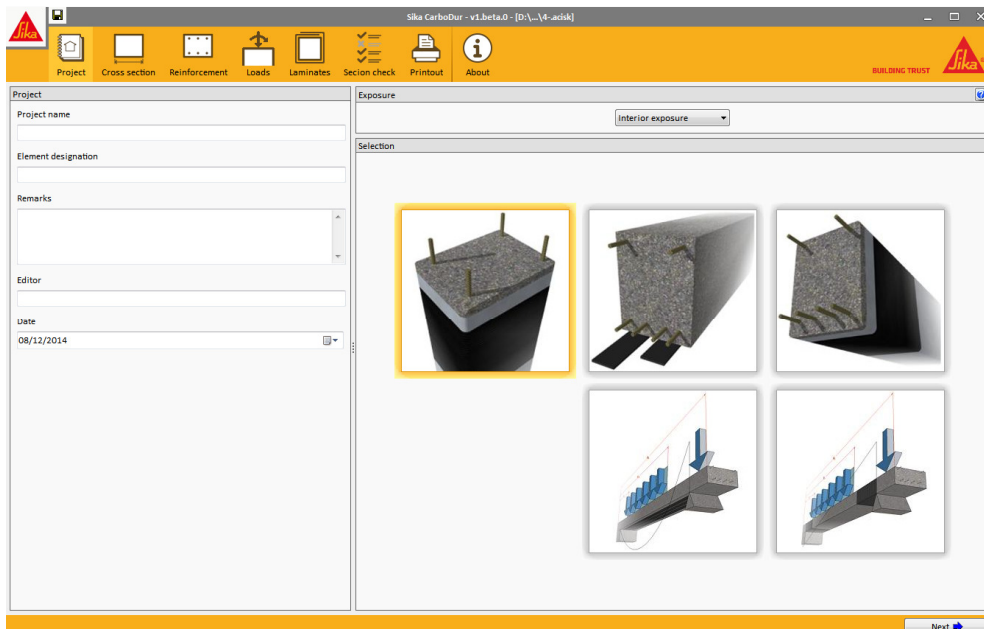 Sika CarboDur - v1.beta.0 - [D:\...\4-.acisk]
Sika
Project
Cross section
Reinforcement
Loads
Laminates
Secion check
Printout
About
BUILDING TRUST
Sika
Project
Project name
Element designation
Remarks
Editor
Date
08/12/2014
Exposure
Interior exposure
Selection
Next